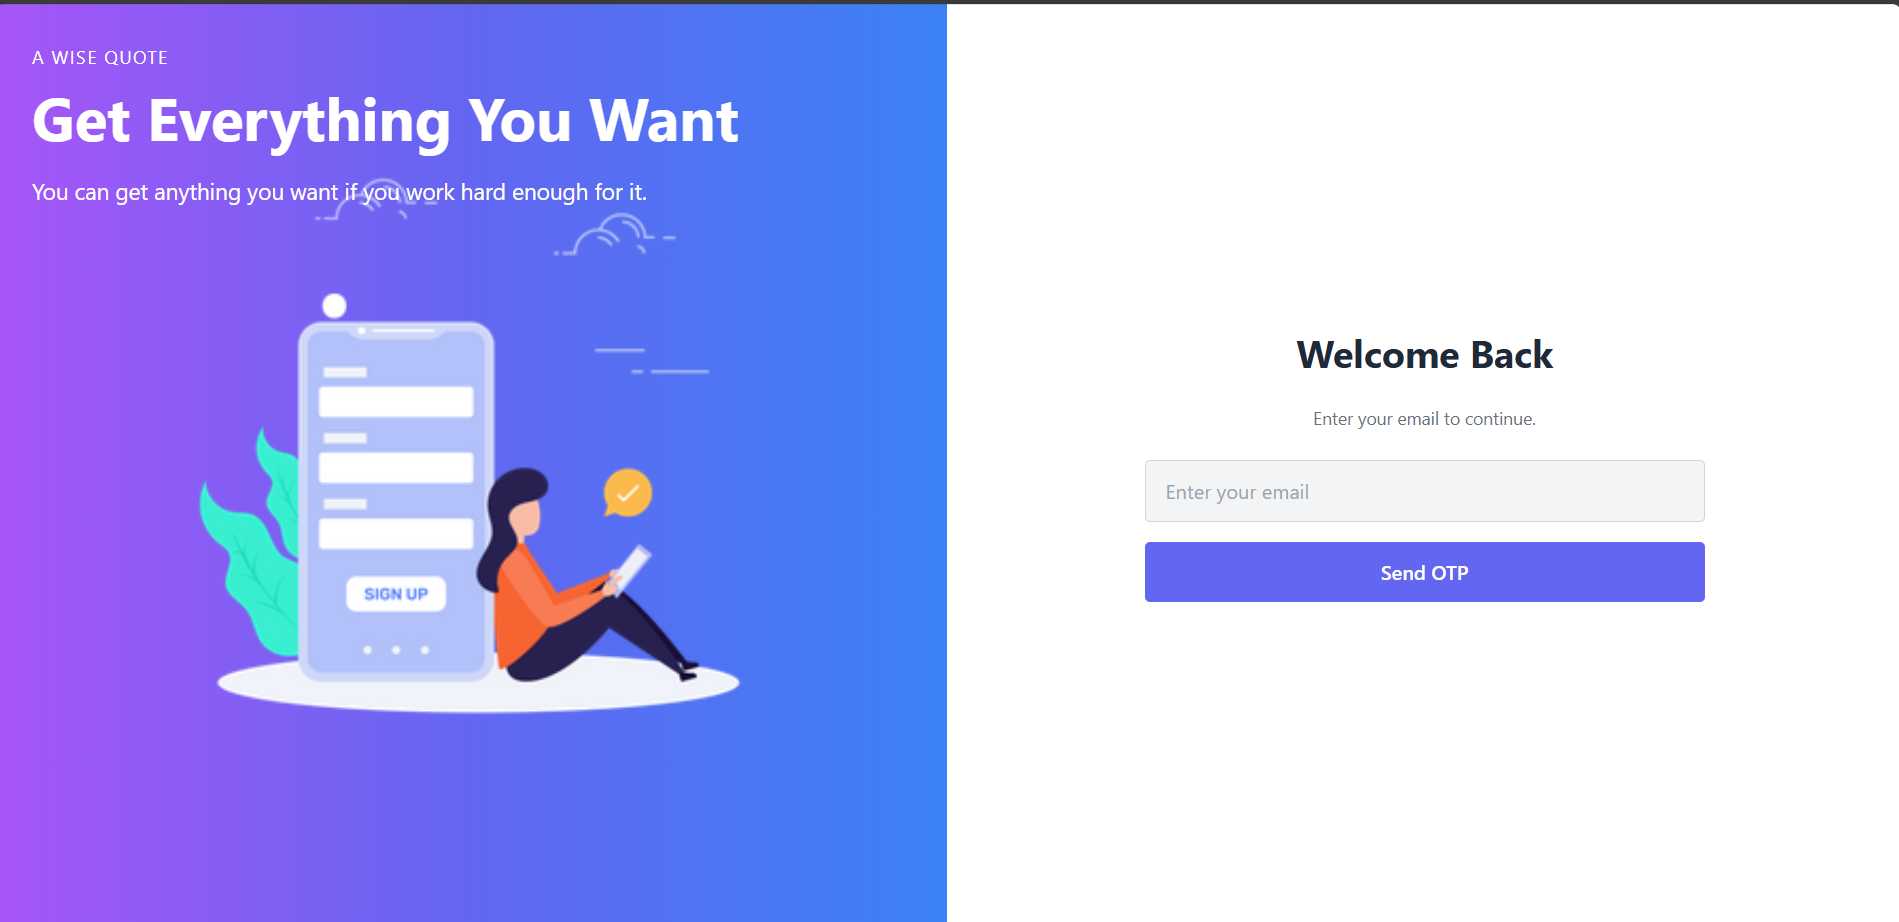 A WISE QUOTE
Get Everything You Want
You can get anything you want if you work hard enough for it.
SIGN UP
Welcome Back
Enter your email to continue.
Enter your email
Send OTP